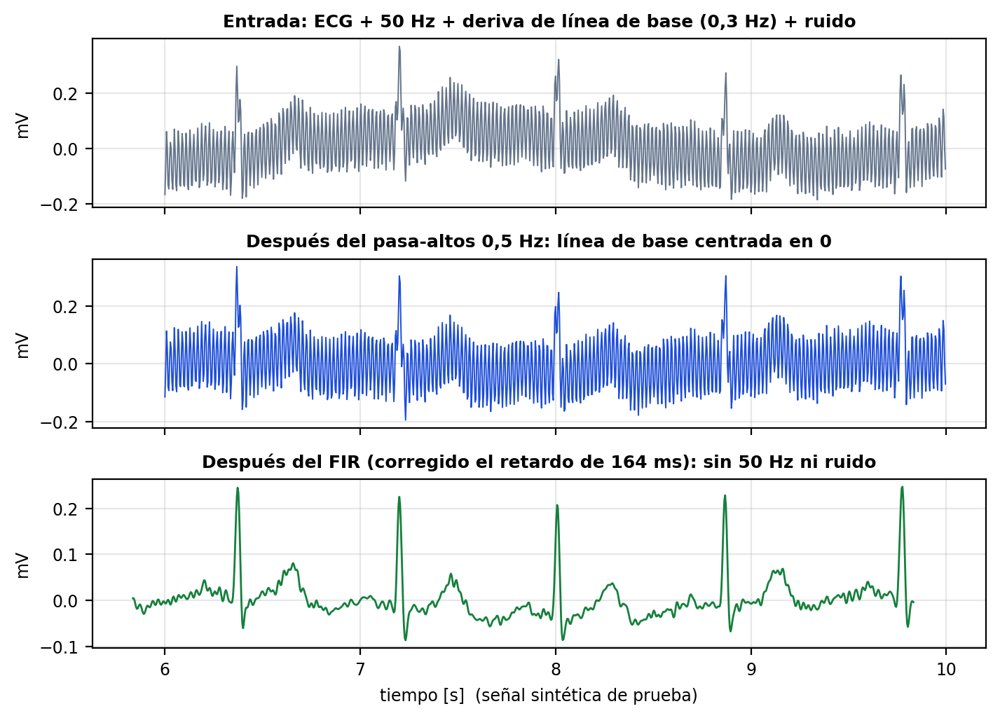 Entrada: ECG + 50 Hz + deriva de línea de base (0,3 Hz) + ruido
mV
0.2
0.0
−0.2
Después del pasa-altos 0,5 Hz: línea de base centrada en 0
mV
0.2
0.0
−0.2
Después del FIR (corregido el retardo de 164 ms): sin 50 Hz ni ruido
mV
0.2
0.1
0.0
−0.1
6 7 8 9 10
tiempo [s]  (señal sintética de prueba)